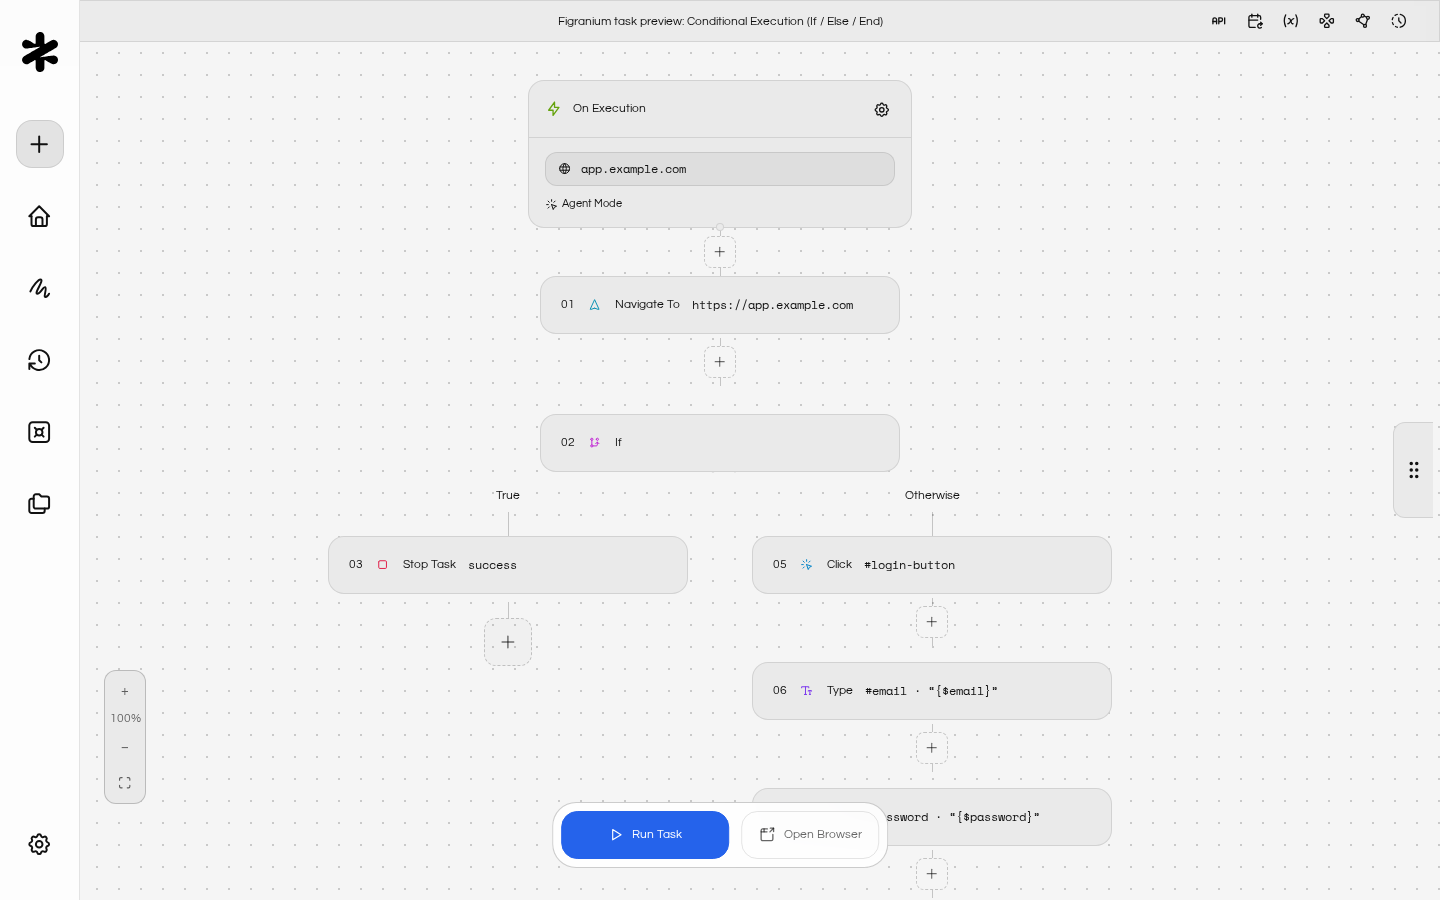 Figranium task preview: Conditional Execution (If / Else / End)
API
On Execution
app.example.com
Agent Mode
01 Navigate To https://app.example.com
02 If
True
Otherwise
03 Stop Task success
05 Click #login-button
06 Type #email · "{$email}"
100%
ssword · "{$password}"
Run Task
Open Browser